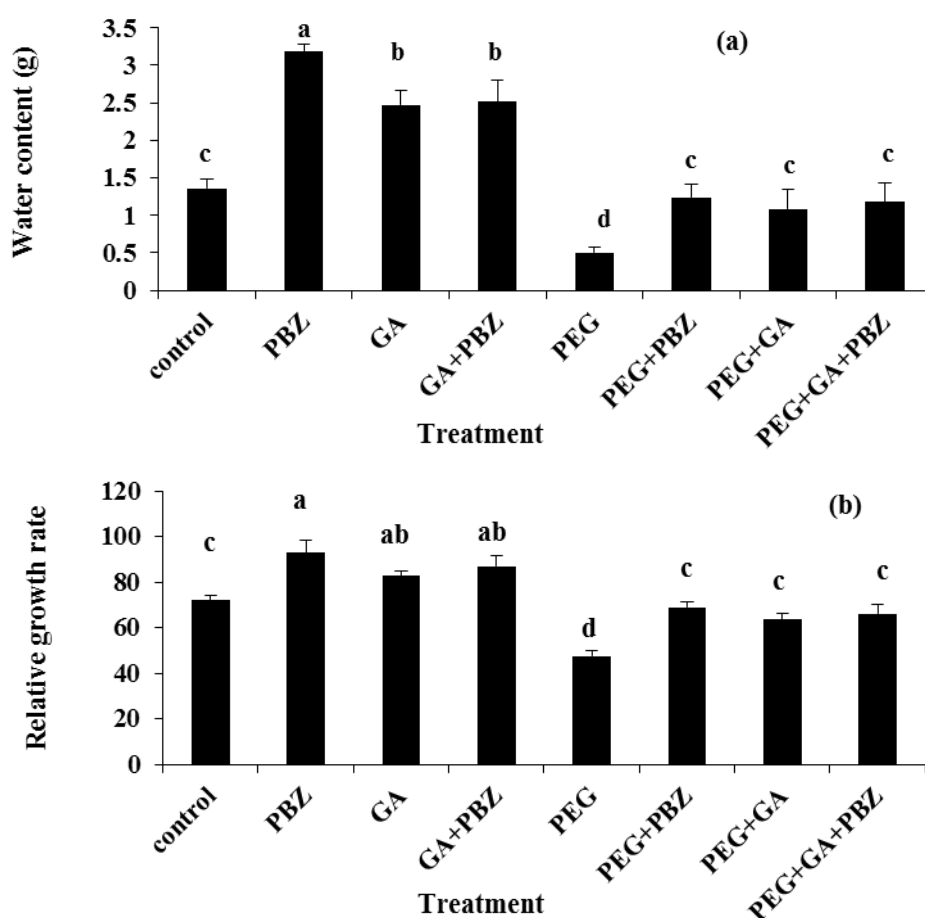 Water content (g)
3.5
3
2.5
2
1.5
1
0.5
0
(a)
c
a
b
b
d
c
c
c
control
PBZ
GA
GA+PBZ
PEG
PEG+PBZ
PEG+GA
PEG+GA+PBZ
Treatment
Relative growth rate
120
100
80
60
40
20
0
(b)
c
a
ab
ab
d
c
c
c
control
PBZ
GA
GA+PBZ
PEG
PEG+PBZ
PEG+GA
PEG+GA+PBZ
Treatment